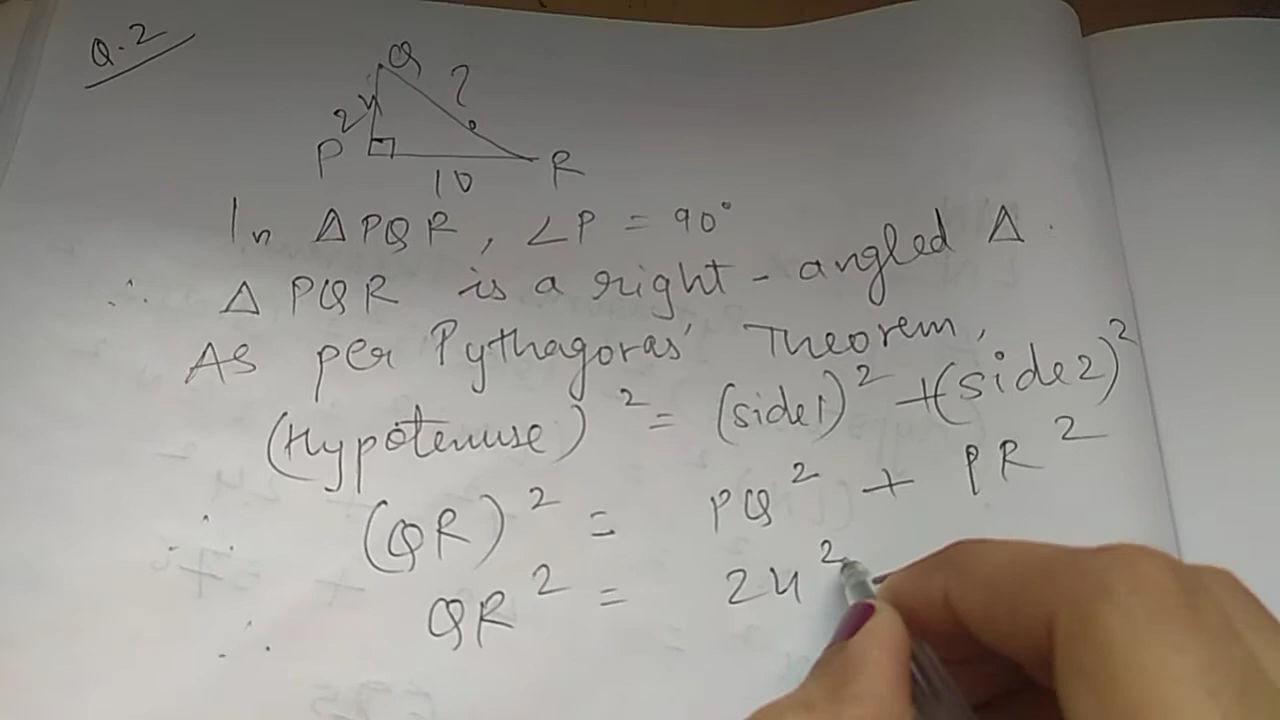 Q.2
Q
24 ?
P R
10
In Δ PQR, ∠P = 90°
∴ Δ PQR is a right-angled Δ.
As per Pythagoras' Theorem,
(Hypotenuse)² = (side1)² + (side2)²
(QR)² = PQ² + PR²
∴ QR² = 24²